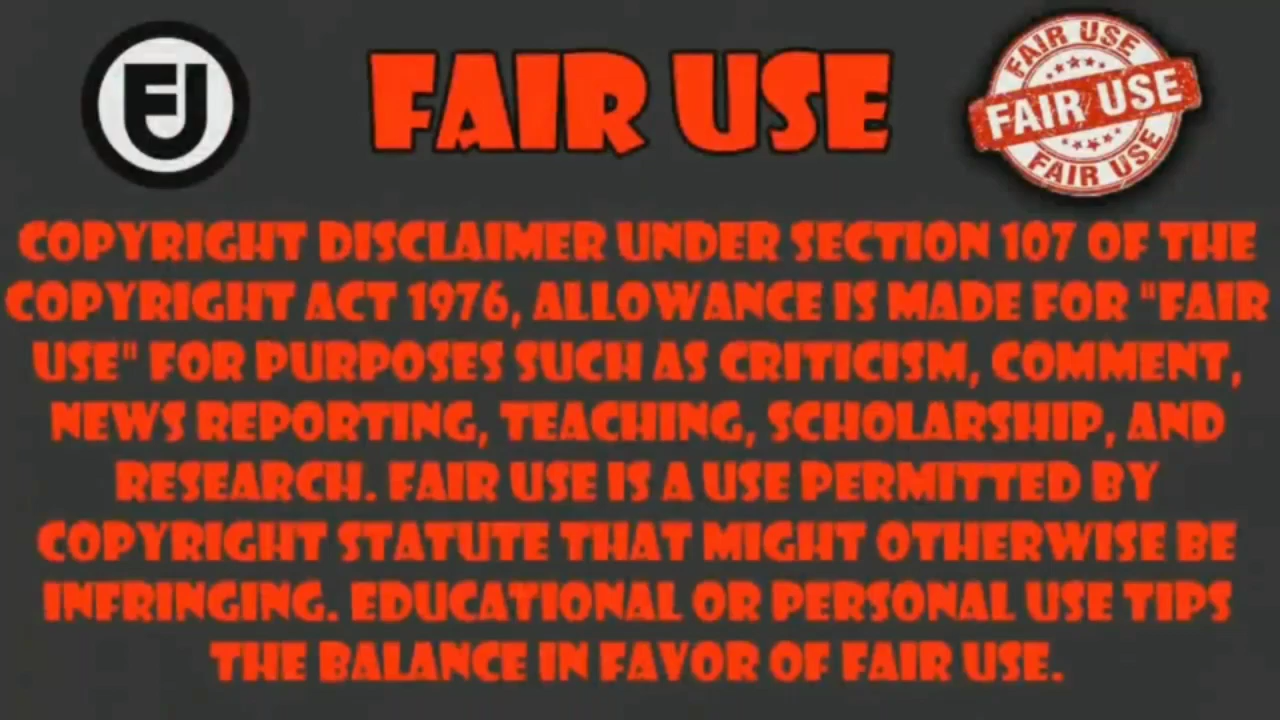 FAIR USE
FAIR USE
FAIR USE
FAIR USE
COPYRIGHT DISCLAIMER UNDER SECTION 107 OF THE
COPYRIGHT ACT 1976, ALLOWANCE IS MADE FOR "FAIR
USE" FOR PURPOSES SUCH AS CRITICISM, COMMENT,
NEWS REPORTING, TEACHING, SCHOLARSHIP, AND
RESEARCH. FAIR USE IS A USE PERMITTED BY
COPYRIGHT STATUTE THAT MIGHT OTHERWISE BE
INFRINGING. EDUCATIONAL OR PERSONAL USE TIPS
THE BALANCE IN FAVOR OF FAIR USE.